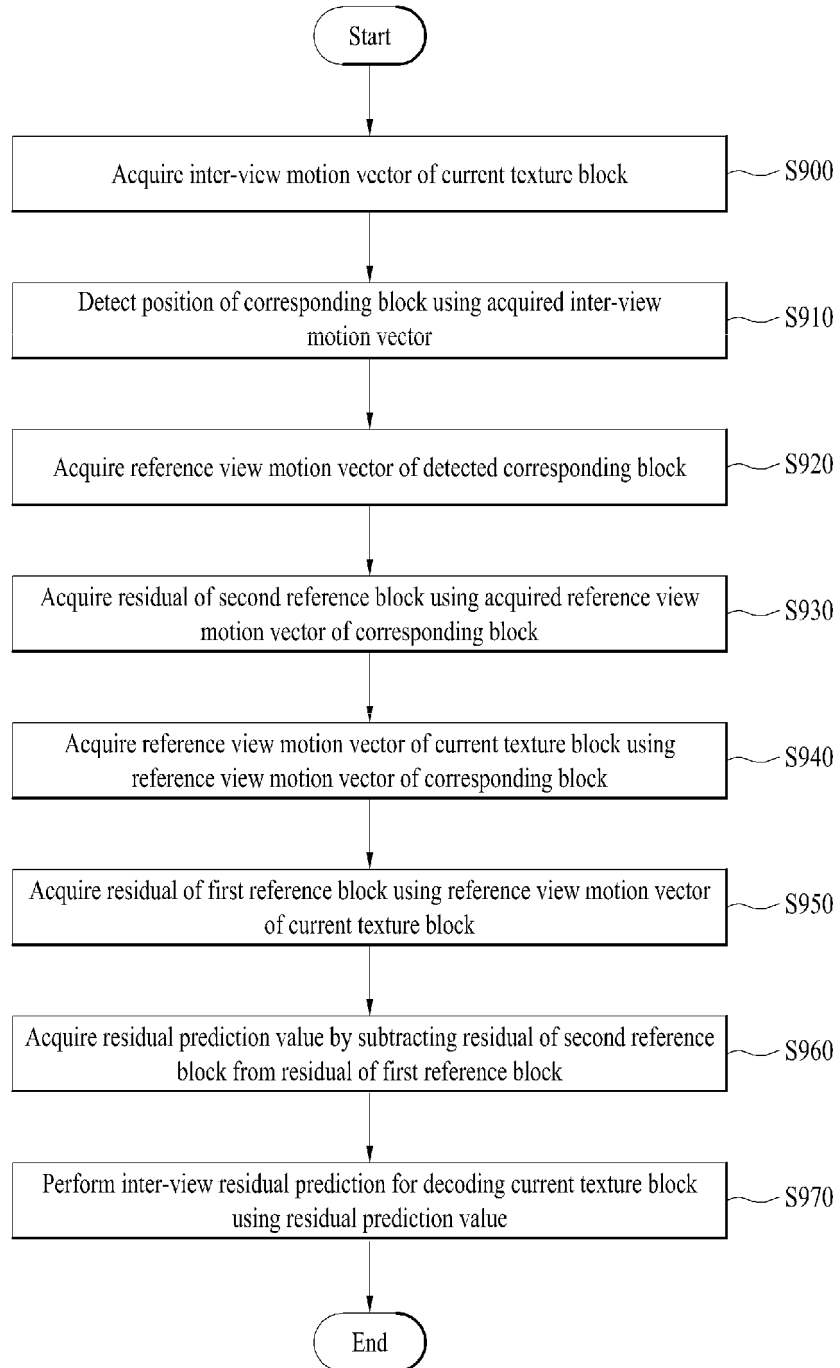 Start
Acquire inter-view motion vector of current texture block
S900
Detect position of corresponding block using acquired inter-view
motion vector
S910
Acquire reference view motion vector of detected corresponding block
S920
Acquire residual of second reference block using acquired reference view
motion vector of corresponding block
S930
Acquire reference view motion vector of current texture block using
reference view motion vector of corresponding block
S940
Acquire residual of first reference block using reference view motion vector
of current texture block
S950
Acquire residual prediction value by subtracting residual of second reference
block from residual of first reference block
S960
Perform inter-view residual prediction for decoding current texture block
using residual prediction value
S970
End